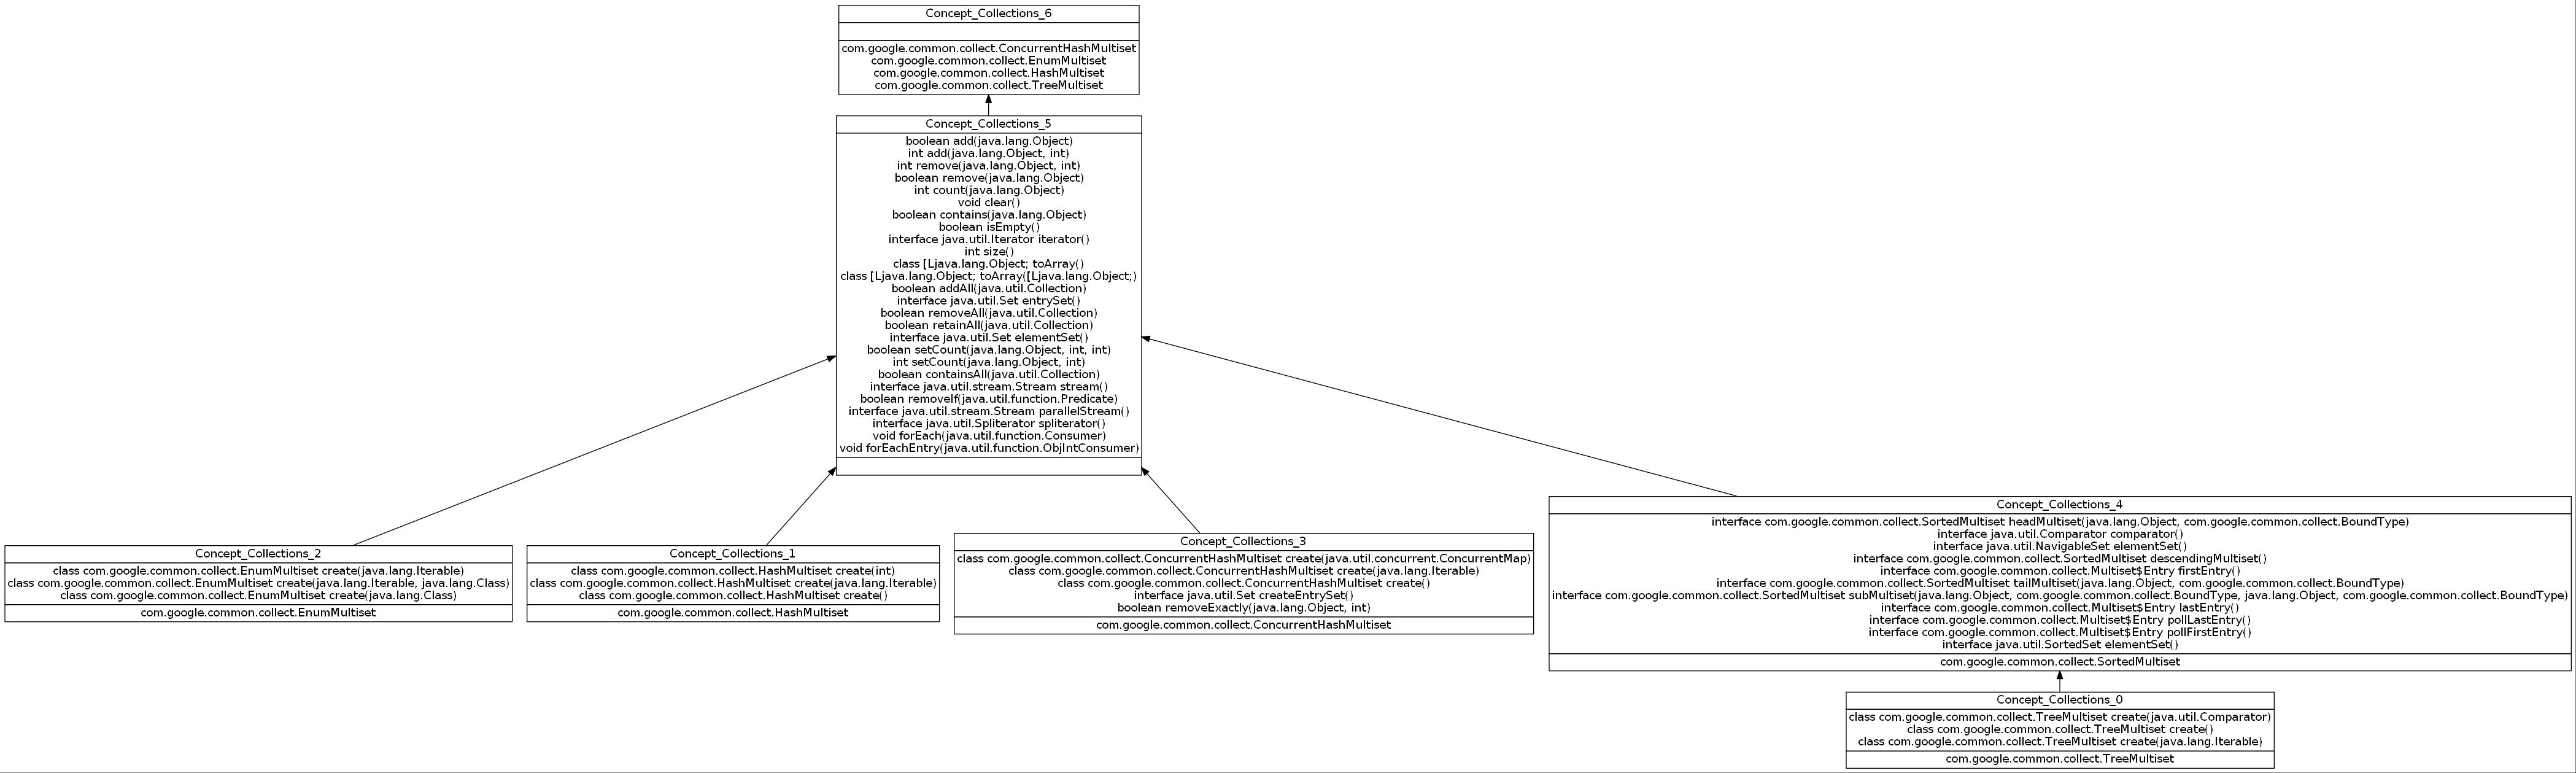 Concept_Collections_6
com.google.common.collect.ConcurrentHashMultiset
com.google.common.collect.EnumMultiset
com.google.common.collect.HashMultiset
com.google.common.collect.TreeMultiset
Concept_Collections_5
boolean add(java.lang.Object)
int add(java.lang.Object, int)
int remove(java.lang.Object, int)
boolean remove(java.lang.Object)
int count(java.lang.Object)
void clear()
boolean contains(java.lang.Object)
boolean isEmpty()
interface java.util.Iterator iterator()
int size()
class [Ljava.lang.Object; toArray()
class [Ljava.lang.Object; toArray([Ljava.lang.Object;)
boolean addAll(java.util.Collection)
interface java.util.Set entrySet()
boolean removeAll(java.util.Collection)
boolean retainAll(java.util.Collection)
interface java.util.Set elementSet()
boolean setCount(java.lang.Object, int, int)
int setCount(java.lang.Object, int)
boolean containsAll(java.util.Collection)
interface java.util.stream.Stream stream()
boolean removeIf(java.util.function.Predicate)
interface java.util.stream.Stream parallelStream()
interface java.util.Spliterator spliterator()
void forEach(java.util.function.Consumer)
void forEachEntry(java.util.function.ObjIntConsumer)
Concept_Collections_2
class com.google.common.collect.EnumMultiset create(java.lang.Iterable)
class com.google.common.collect.EnumMultiset create(java.lang.Iterable, java.lang.Class)
class com.google.common.collect.EnumMultiset create(java.lang.Class)
com.google.common.collect.EnumMultiset
Concept_Collections_1
class com.google.common.collect.HashMultiset create(int)
class com.google.common.collect.HashMultiset create(java.lang.Iterable)
class com.google.common.collect.HashMultiset create()
com.google.common.collect.HashMultiset
Concept_Collections_3
class com.google.common.collect.ConcurrentHashMultiset create(java.util.concurrent.ConcurrentMap)
class com.google.common.collect.ConcurrentHashMultiset create(java.lang.Iterable)
class com.google.common.collect.ConcurrentHashMultiset create()
interface java.util.Set createEntrySet()
boolean removeExactly(java.lang.Object, int)
com.google.common.collect.ConcurrentHashMultiset
Concept_Collections_4
interface com.google.common.collect.SortedMultiset headMultiset(java.lang.Object, com.google.common.collect.BoundType)
interface java.util.Comparator comparator()
interface java.util.NavigableSet elementSet()
interface com.google.common.collect.SortedMultiset descendingMultiset()
interface com.google.common.collect.Multiset$Entry firstEntry()
interface com.google.common.collect.SortedMultiset tailMultiset(java.lang.Object, com.google.common.collect.BoundType)
interface com.google.common.collect.SortedMultiset subMultiset(java.lang.Object, com.google.common.collect.BoundType, java.lang.Object, com.google.common.collect.BoundType)
interface com.google.common.collect.Multiset$Entry lastEntry()
interface com.google.common.collect.Multiset$Entry pollLastEntry()
interface com.google.common.collect.Multiset$Entry pollFirstEntry()
interface java.util.SortedSet elementSet()
com.google.common.collect.SortedMultiset
Concept_Collections_0
class com.google.common.collect.TreeMultiset create(java.util.Comparator)
class com.google.common.collect.TreeMultiset create()
class com.google.common.collect.TreeMultiset create(java.lang.Iterable)
com.google.common.collect.TreeMultiset